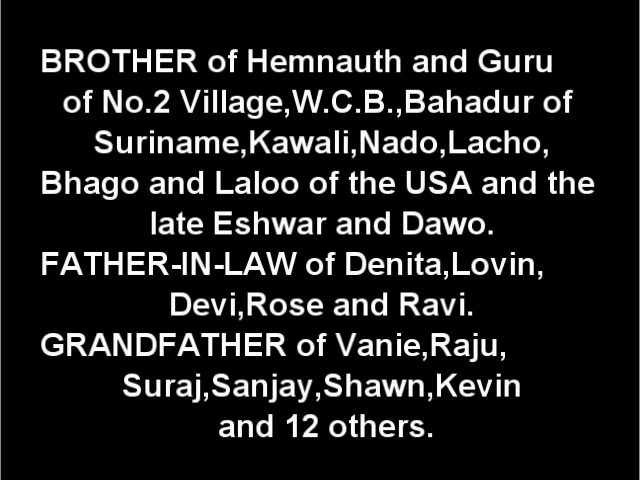 BROTHER of Hemnauth and Guru
of No.2 Village,W.C.B.,Bahadur of
Suriname,Kawali,Nado,Lacho,
Bhago and Laloo of the USA and the
late Eshwar and Dawo.
FATHER-IN-LAW of Denita,Lovin,
Devi,Rose and Ravi.
GRANDFATHER of Vanie,Raju,
Suraj,Sanjay,Shawn,Kevin
and 12 others.